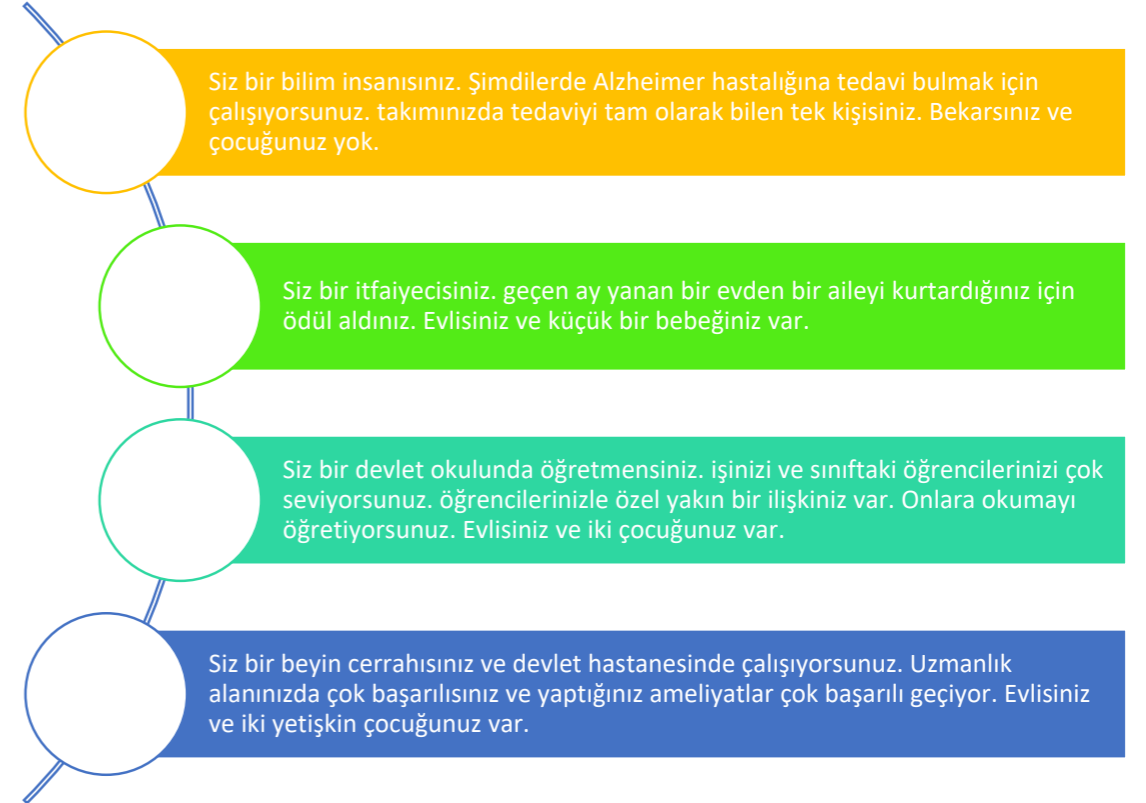 Siz bir bilim insanısınız. Şimdilerde Alzheimer hastalığına tedavi bulmak için
çalışıyorsunuz. takımınızda tedaviyi tam olarak bilen tek kişisiniz. Bekarsınız ve
çocuğunuz yok.
Siz bir itfaiyecisiniz. geçen ay yanan bir evden bir aileyi kurtardığınız için
ödül aldınız. Evlisiniz ve küçük bir bebeğiniz var.
Siz bir devlet okulunda öğretmensiniz. işinizi ve sınıftaki öğrencilerinizi çok
seviyorsunuz. öğrencilerinizle özel yakın bir ilişkiniz var. Onlara okumayı
öğretiyorsunuz. Evlisiniz ve iki çocuğunuz var.
Siz bir beyin cerrahısınız ve devlet hastanesinde çalışıyorsunuz. Uzmanlık
alanınızda çok başarılısınız ve yaptığınız ameliyatlar çok başarılı geçiyor. Evlisiniz
ve iki yetişkin çocuğunuz var.